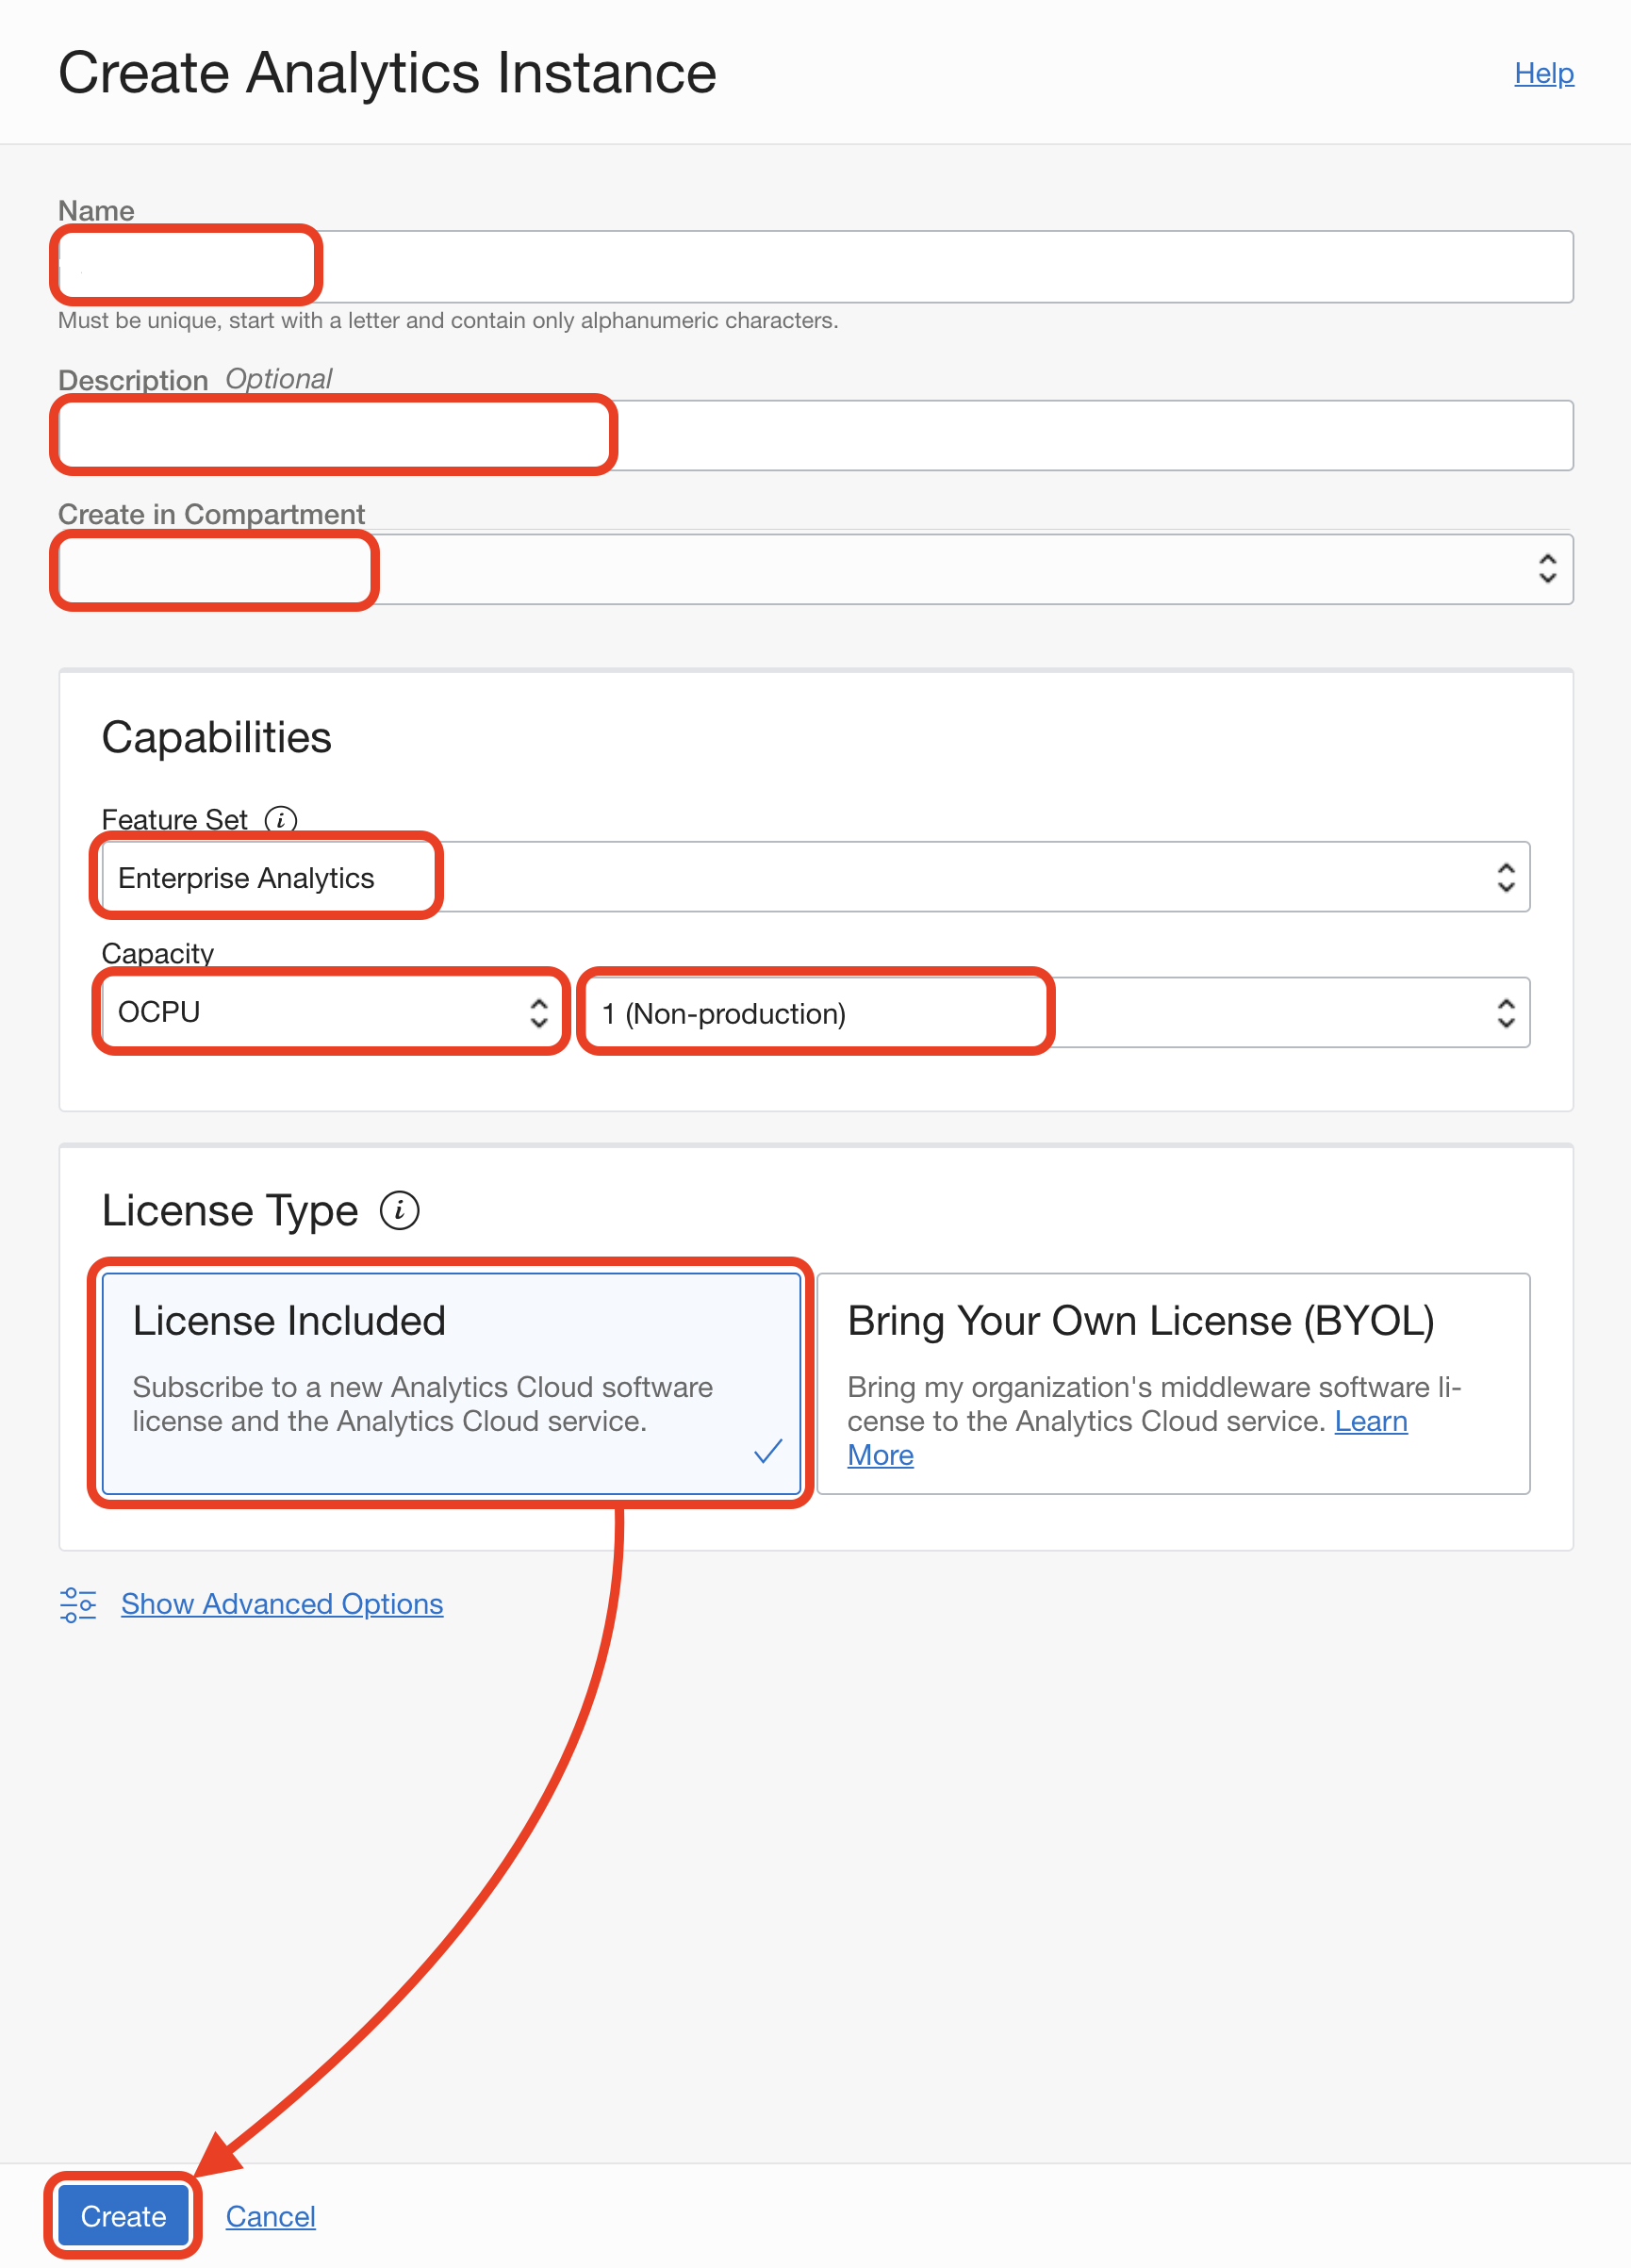 Create Analytics Instance
Help
Name
Must be unique, start with a letter and contain only alphanumeric characters.
Description Optional
Create in Compartment
Capabilities
Feature Set i
Enterprise Analytics
Capacity
OCPU
1 (Non-production)
License Type i
License Included
Subscribe to a new Analytics Cloud software
license and the Analytics Cloud service.
Bring Your Own License (BYOL)
Bring my organization's middleware software li-
cense to the Analytics Cloud service. Learn
More
Show Advanced Options
Create
Cancel